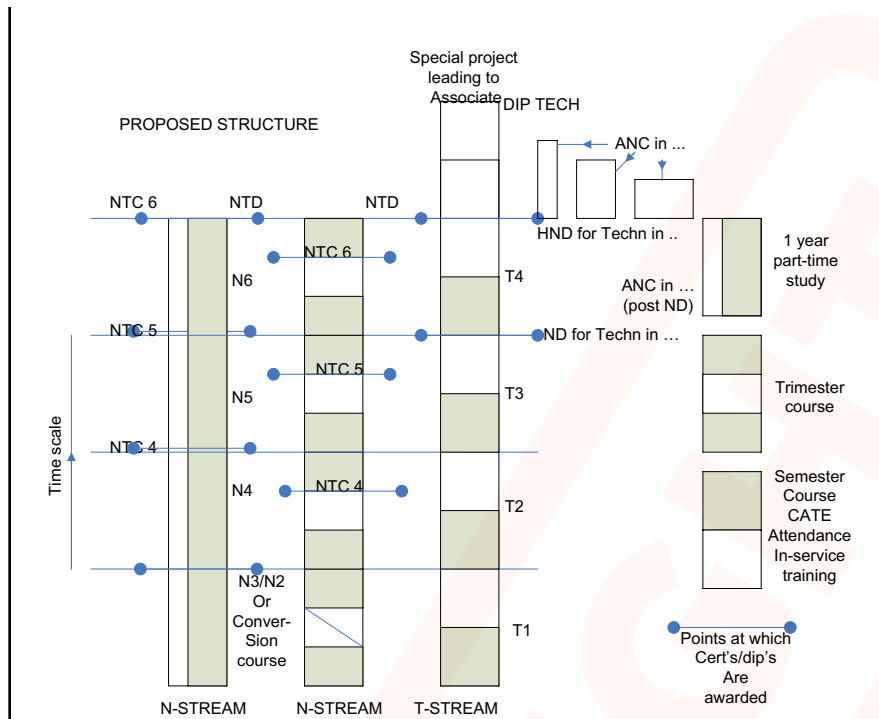 Special project
leading to
Associate
DIP TECH
PROPOSED STRUCTURE
ANC in ...
NTC 6
NTD
NTD
HND for Techn in ..
1 year
part-time
study
NTC 6
N6
T4
ANC in …
(post ND)
NTC 5
ND for Techn in …
NTC 5
N5
T3
Trimester
course
NTC 4
Time scale
N4
NTC 4
T2
Semester
Course
CATE
Attendance
In-service
training
N3/N2
Or
Conver-
Sion
course
T1
Points at which
Cert's/dip's
Are
awarded
N-STREAM
N-STREAM
T-STREAM